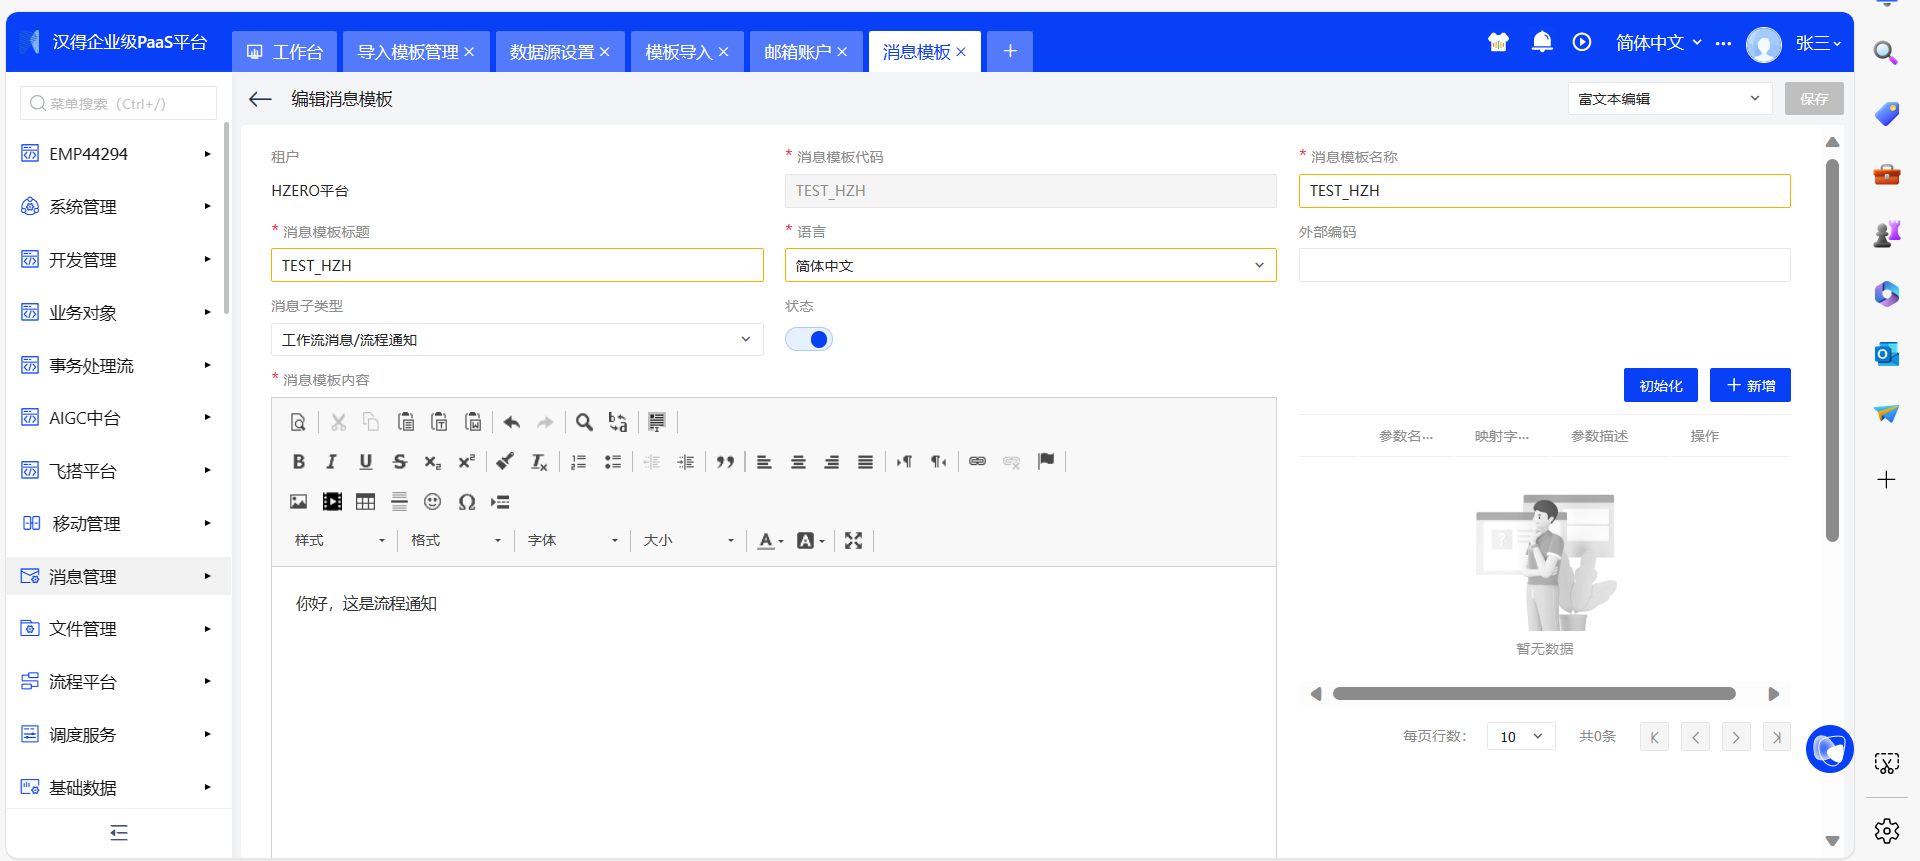 汉得企业级PaaS平台
工作台
导入模板管理
数据源设置
模板导入
邮箱账户
消息模板
简体中文
张三
菜单搜索（Ctrl+/）
EMP44294
系统管理
开发管理
业务对象
事务处理流
AIGC中台
飞搭平台
移动管理
消息管理
文件管理
流程平台
调度服务
基础数据
编辑消息模板
富文本编辑
保存
租户
HZERO平台
* 消息模板代码
TEST_HZH
* 消息模板名称
TEST_HZH
* 消息模板标题
TEST_HZH
* 语言
简体中文
外部编码
消息子类型
工作流消息/流程通知
状态
* 消息模板内容
样式
格式
字体
大小
你好，这是流程通知
初始化
新增
参数名...
映射字...
参数描述
操作
暂无数据
每页行数：
10
共0条